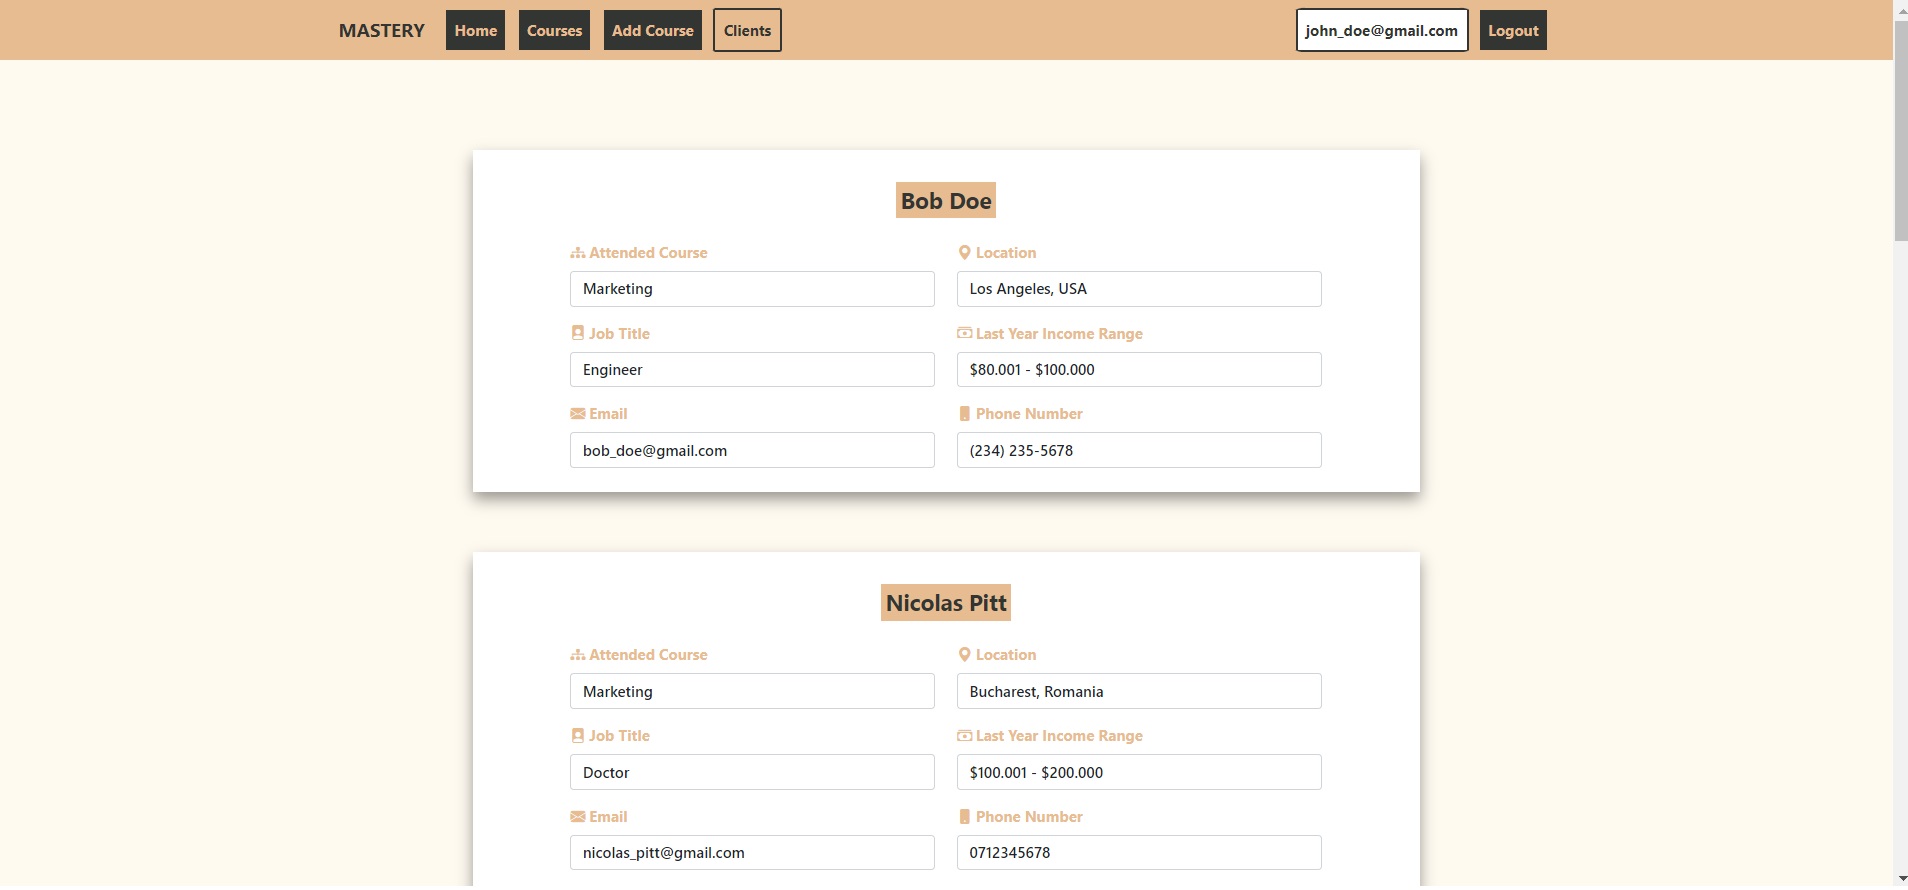 MASTERY Home Courses Add Course Clients john_doe@gmail.com Logout
Bob Doe
Attended Course Location
Marketing Los Angeles, USA
Job Title Last Year Income Range
Engineer $80.001 - $100.000
Email Phone Number
bob_doe@gmail.com (234) 235-5678
Nicolas Pitt
Attended Course Location
Marketing Bucharest, Romania
Job Title Last Year Income Range
Doctor $100.001 - $200.000
Email Phone Number
nicolas_pitt@gmail.com 0712345678